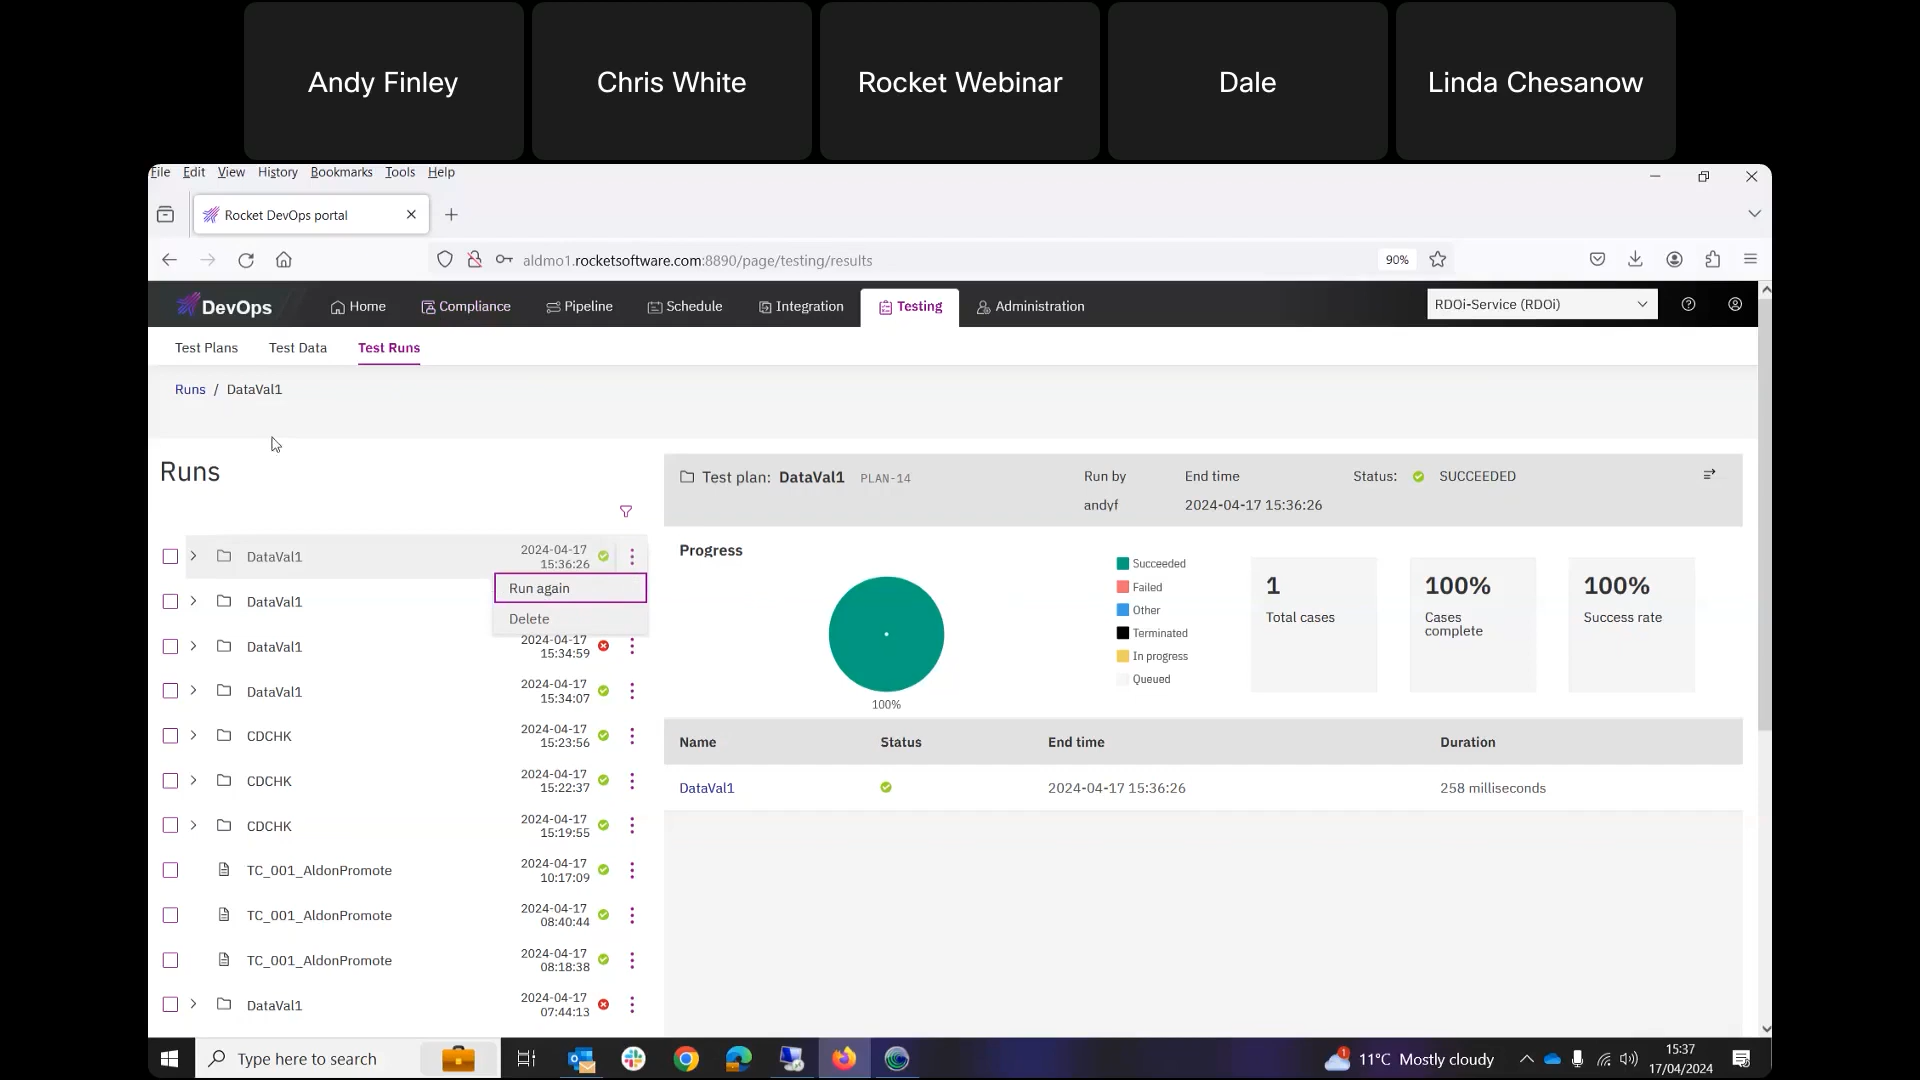 Andy Finley
Chris White
Rocket Webinar
Dale
Linda Chesanow
File Edit View History Bookmarks Tools Help
Rocket DevOps portal
aldmo1.rocketsoftware.com:8890/page/testing/results
90%
DevOps
Home
Compliance
Pipeline
Schedule
Integration
Testing
Administration
RDOi-Service (RDOi)
Test Plans
Test Data
Test Runs
Runs / DataVal1
Runs
DataVal1
2024-04-17
15:36:26
Run again
Delete
DataVal1
DataVal1
2024-04-17
15:34:59
DataVal1
2024-04-17
15:34:07
CDCHK
2024-04-17
15:23:56
CDCHK
2024-04-17
15:22:37
CDCHK
2024-04-17
15:19:55
TC_001_AldonPromote
2024-04-17
10:17:09
TC_001_AldonPromote
2024-04-17
08:40:44
TC_001_AldonPromote
2024-04-17
08:18:38
DataVal1
2024-04-17
07:44:13
Test plan: DataVal1 PLAN-14
Run by
andyf
End time
2024-04-17 15:36:26
Status: SUCCEEDED
Progress
100%
Succeeded
Failed
Other
Terminated
In progress
Queued
1
Total cases
100%
Cases
complete
100%
Success rate
Name Status End time Duration
DataVal1 2024-04-17 15:36:26 258 milliseconds
Type here to search
1
11°C Mostly cloudy
15:37
17/04/2024